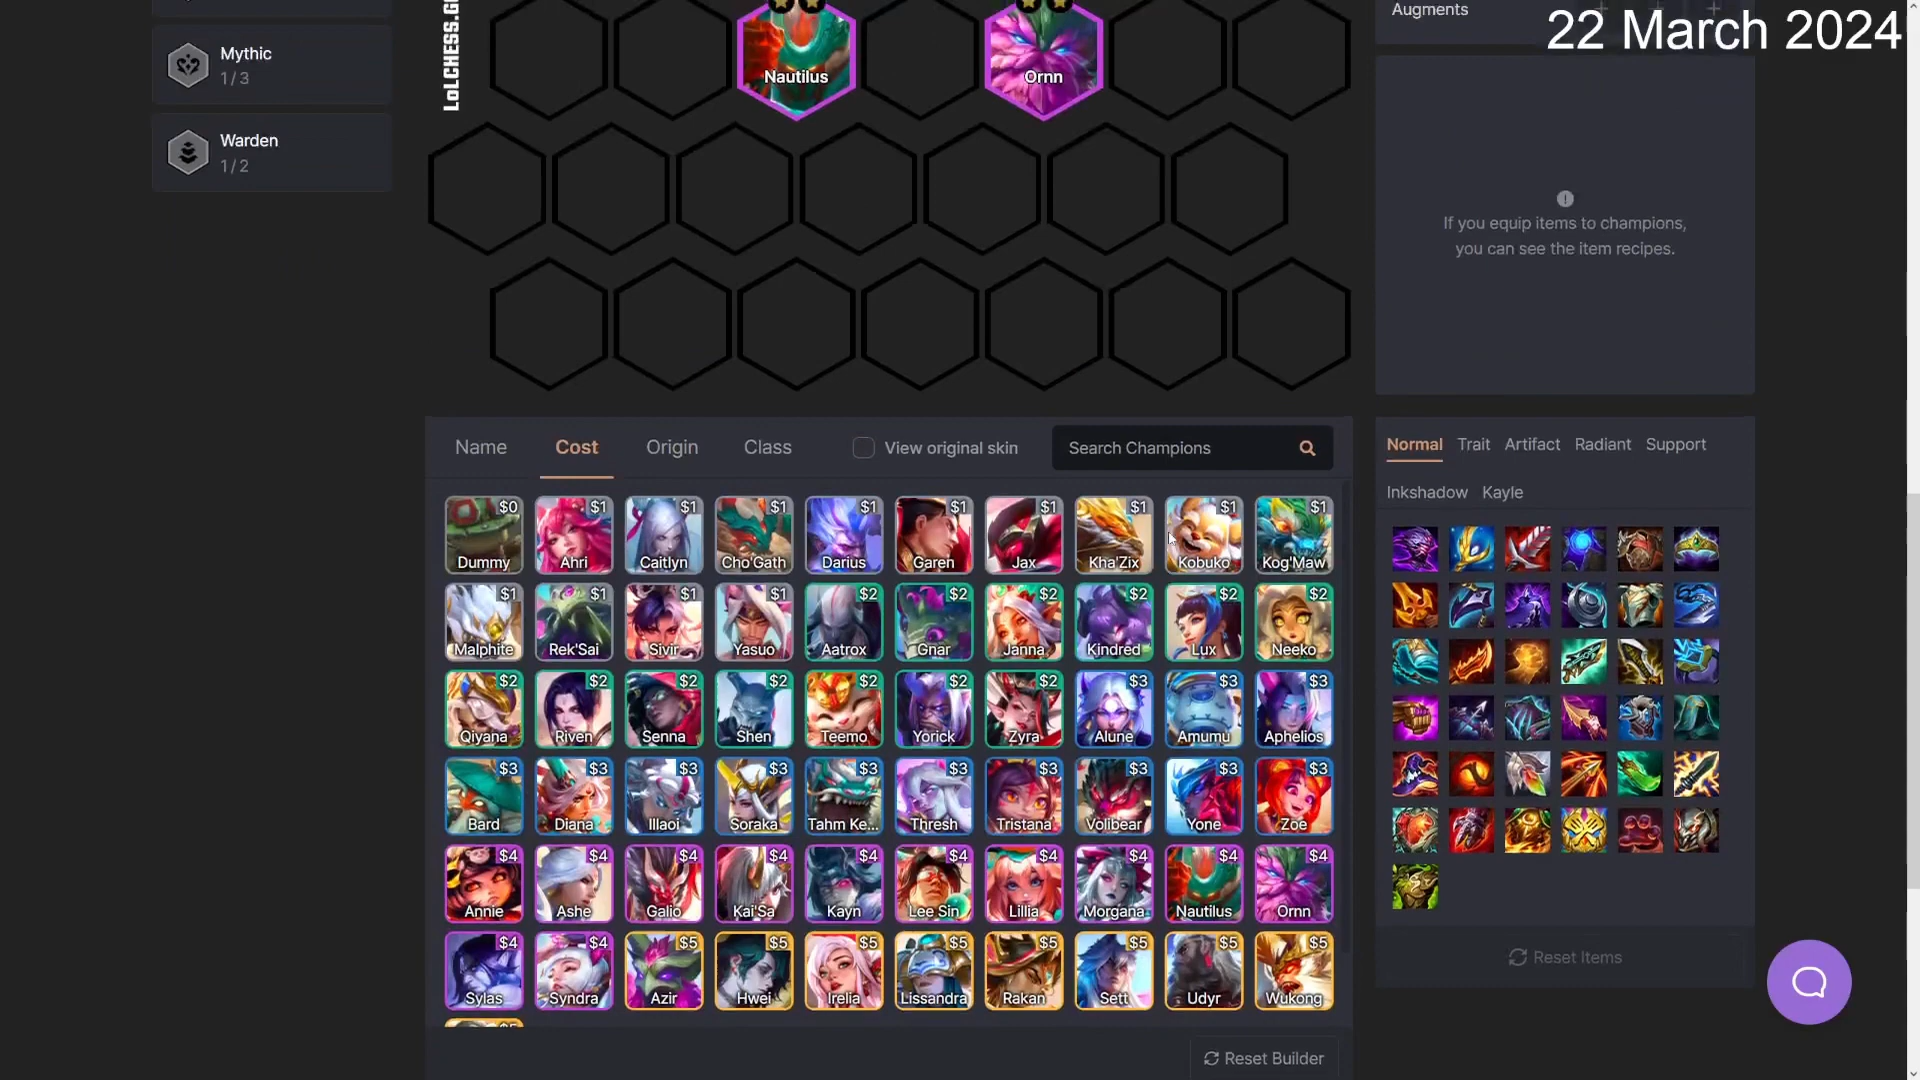 22 March 2024
Augments
Mythic
1 / 3
Warden
1 / 2
LoLCHESS.G
Nautilus
Ornn
If you equip items to champions,
you can see the item recipes.
Name Cost Origin Class View original skin Search Champions
$0 $1 $1 $1 $1 $1 $1 $1 $1 $1
Dummy Ahri Caitlyn Cho'Gath Darius Garen Jax Kha'Zix Kobuko Kog'Maw
$1 $1 $1 $1 $2 $2 $2 $2 $2 $2
Malphite Rek'Sai Sivir Yasuo Aatrox Gnar Janna Kindred Lux Neeko
$2 $2 $2 $2 $2 $2 $2 $3 $3 $3
Qiyana Riven Senna Shen Teemo Yorick Zyra Alune Amumu Aphelios
$3 $3 $3 $3 $3 $3 $3 $3 $3 $3
Bard Diana Illaoi Soraka Tahm Ke... Thresh Tristana Volibear Yone Zoe
$4 $4 $4 $4 $4 $4 $4 $4 $4 $4
Annie Ashe Galio Kai'Sa Kayn Lee Sin Lillia Morgana Nautilus Ornn
$4 $4 $5 $5 $5 $5 $5 $5 $5 $5
Sylas Syndra Azir Hwei Irelia Lissandra Rakan Sett Udyr Wukong
Reset Builder
Normal Trait Artifact Radiant Support
Inkshadow Kayle
Reset Items